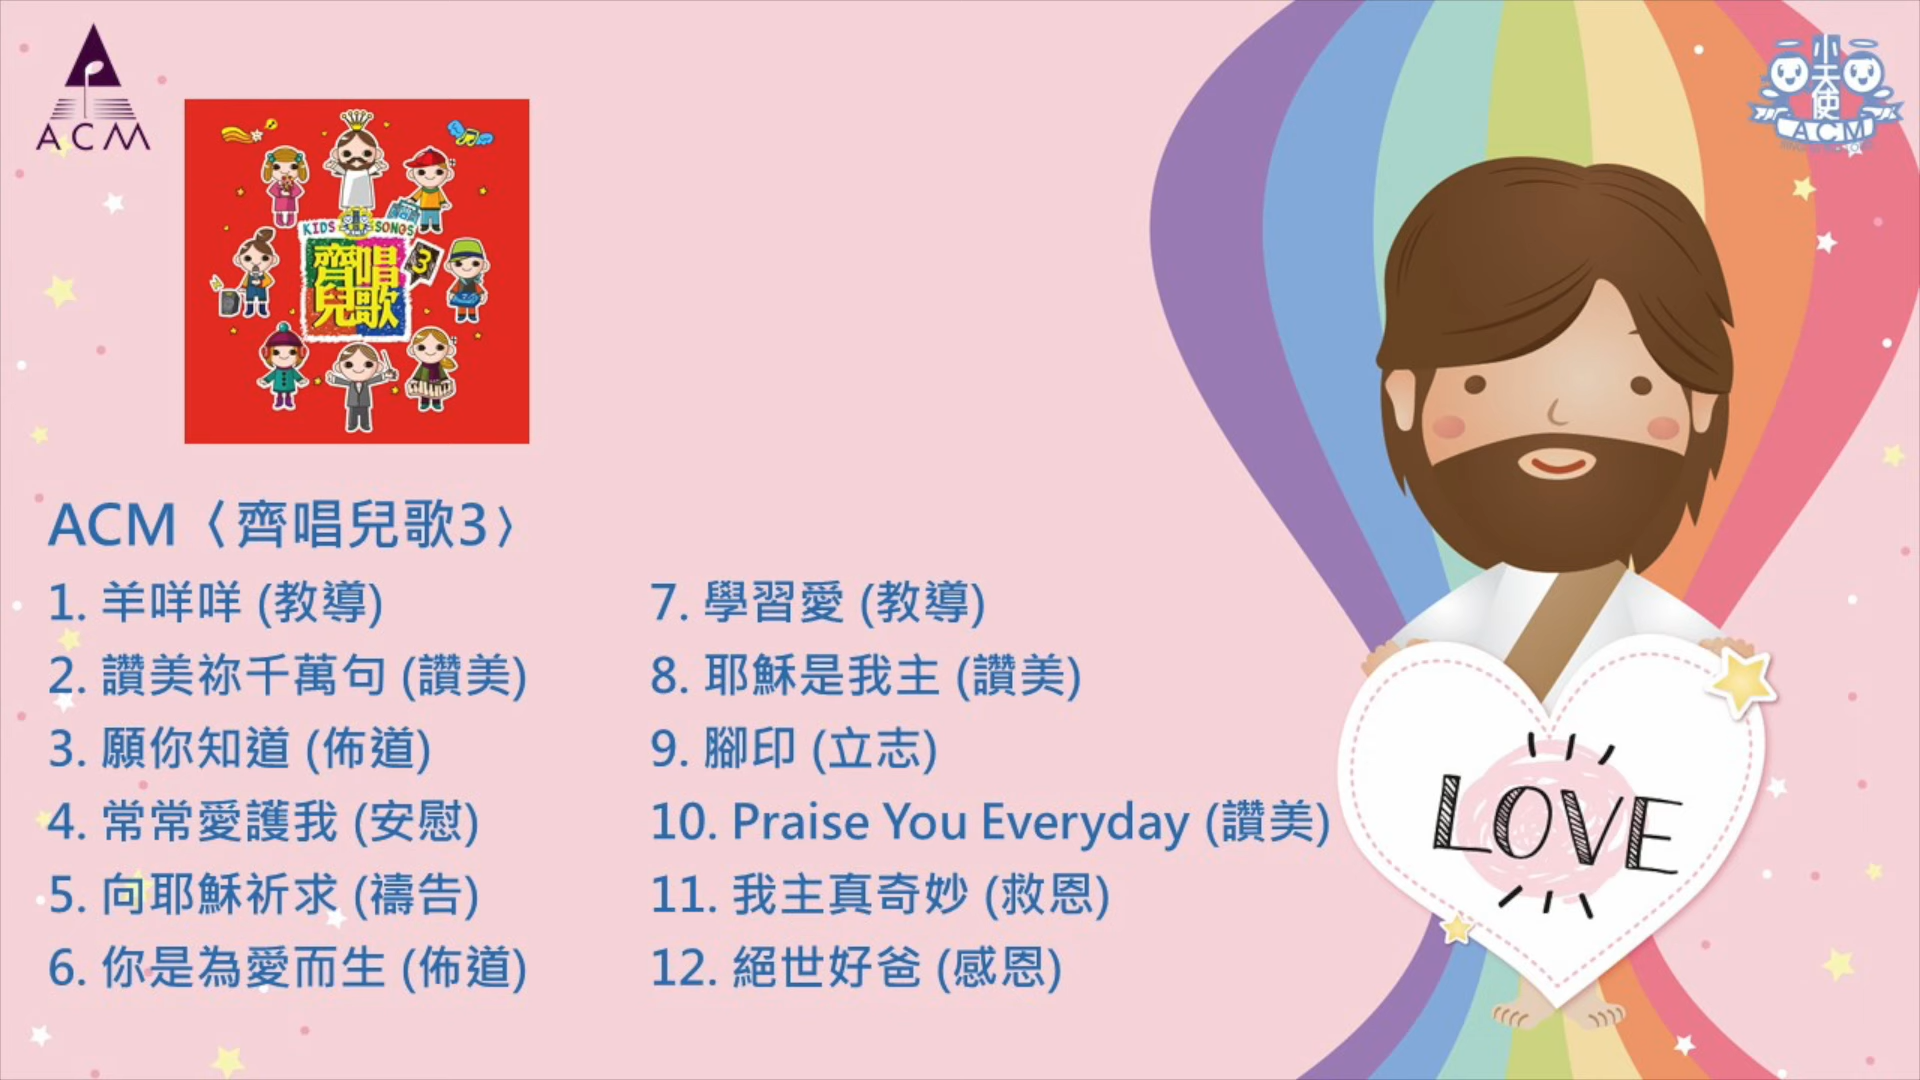 ACM
小天使
ACM
KIDS SONGS
齊唱
兒歌
3
ACM〈齊唱兒歌3〉
1. 羊咩咩 (教導)
2. 讚美祢千萬句 (讚美)
3. 願你知道 (佈道)
4. 常常愛護我 (安慰)
5. 向耶穌祈求 (禱告)
6. 你是為愛而生 (佈道)
7. 學習愛 (教導)
8. 耶穌是我主 (讚美)
9. 腳印 (立志)
10. Praise You Everyday (讚美)
11. 我主真奇妙 (救恩)
12. 絕世好爸 (感恩)
LOVE